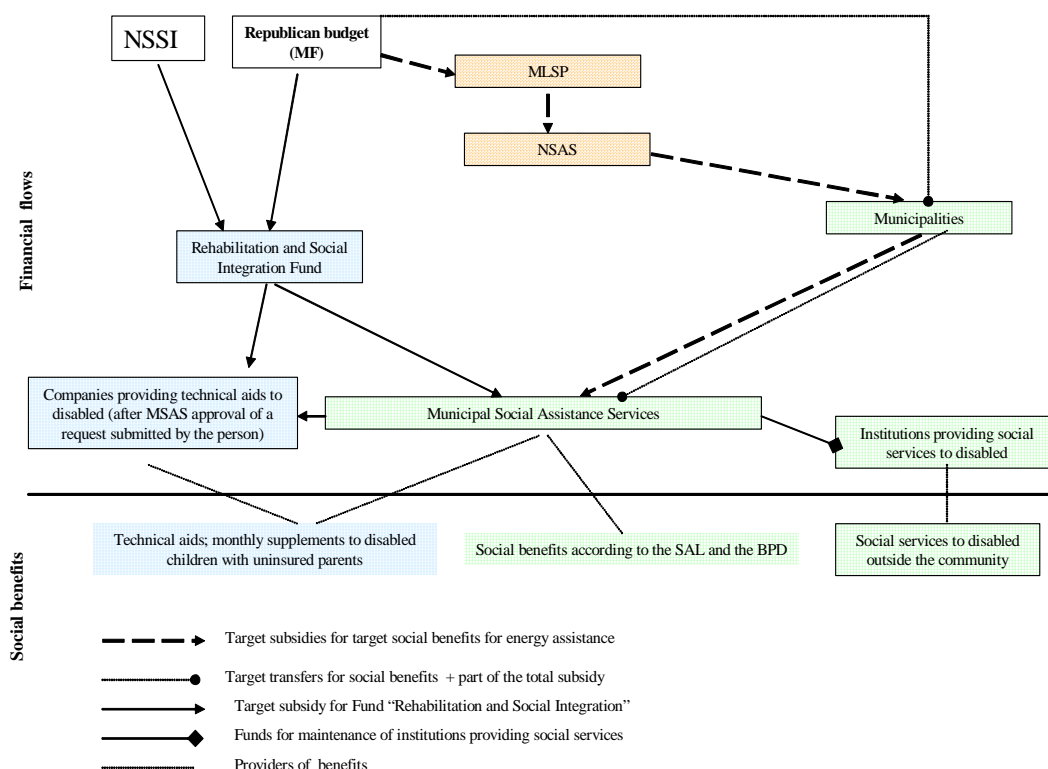 NSSI
Republican budget
(MF)
MLSP
NSAS
Municipalities
Financial flows
Rehabilitation and Social
Integration Fund
Companies providing technical aids to
disabled (after MSAS approval of a
request submitted by the person)
Municipal Social Assistance Services
Institutions providing social
services to disabled
Social benefits
Technical aids; monthly supplements to disabled
children with uninsured parents
Social benefits according to the SAL and the BPD
Social services to disabled
outside the community
Target subsidies for target social benefits for energy assistance
Target transfers for social benefits + part of the total subsidy
Target subsidy for Fund “Rehabilitation and Social Integration”
Funds for maintenance of institutions providing social services
Providers of benefits